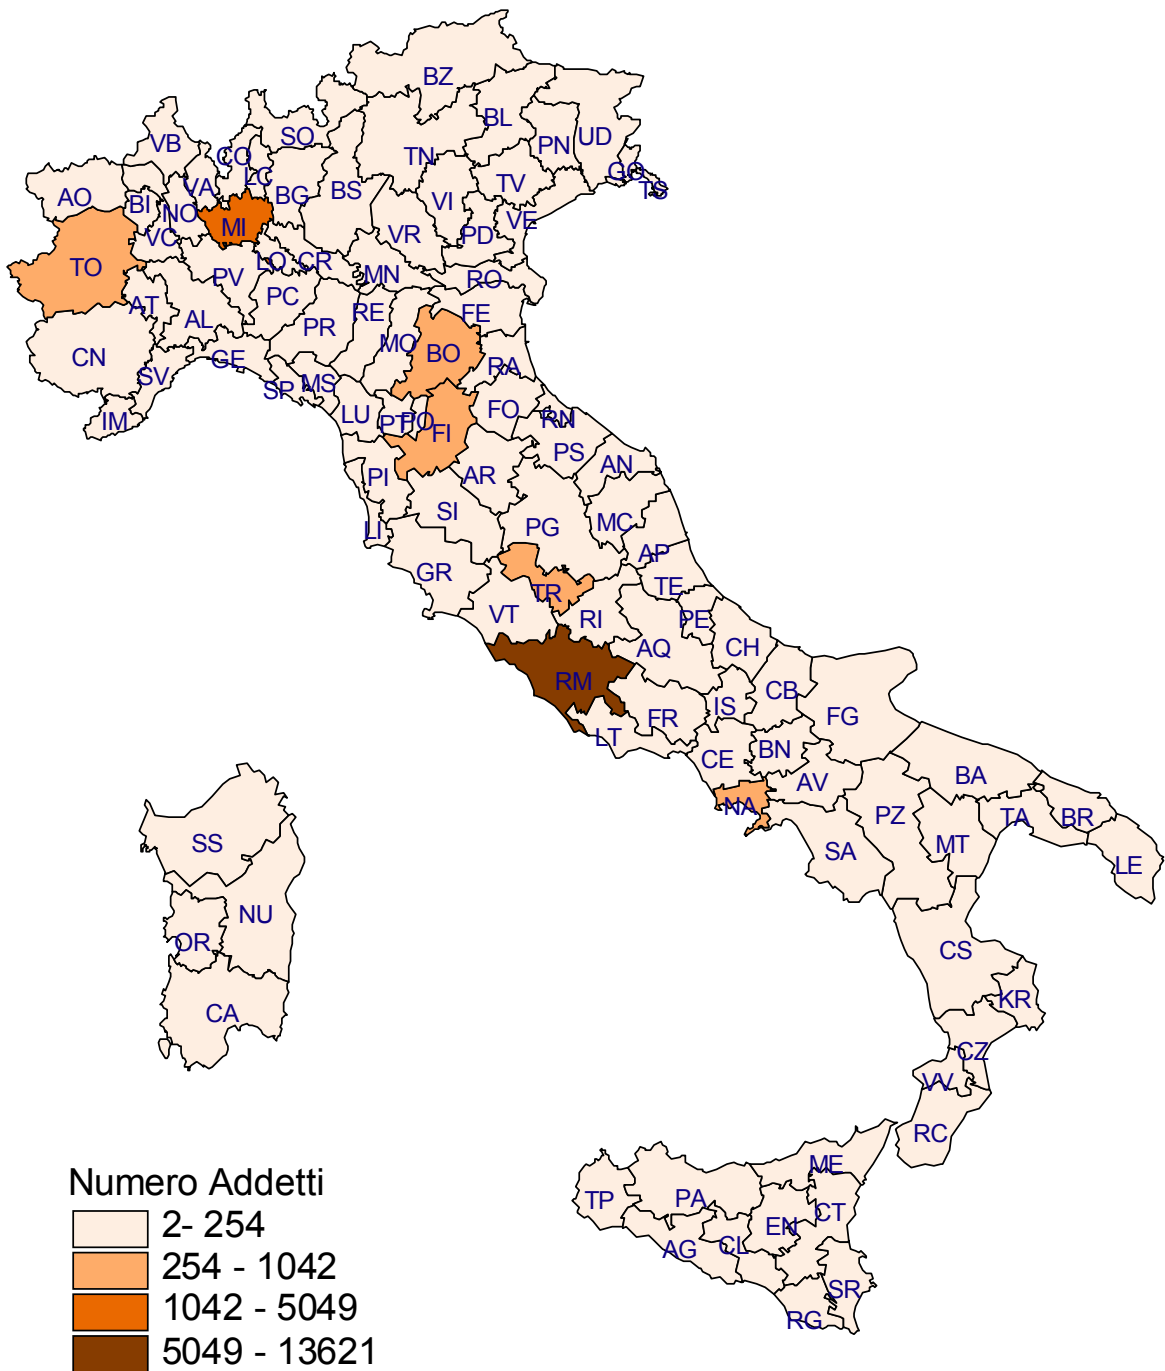 BZ
BL
UD
PN
SO
VB
CO
TN
LC
GO
TS
TV
VA
BG
BS
AO
BI
NO
VI
VE
MI
VR
PD
VC
TO
LO
CR
MN
RO
PV
PC
AT
RE
FE
AL
PR
MO
BO
CN
GE
RA
SV
SP
MS
FO
LU
PT
PO
RN
IM
FI
PS
AN
PI
AR
SI
PG
MC
LI
AP
GR
TR
TE
VT
RI
PE
AQ
CH
RM
CB
IS
FR
FG
LT
BN
CE
AV
BA
NA
PZ
TA
BR
SS
SA
MT
LE
NU
OR
CS
KR
CA
CZ
VV
RC
ME
TP
PA
CT
EN
AG
CL
SR
RG
Numero Addetti
2- 254
254 - 1042
1042 - 5049
5049 - 13621